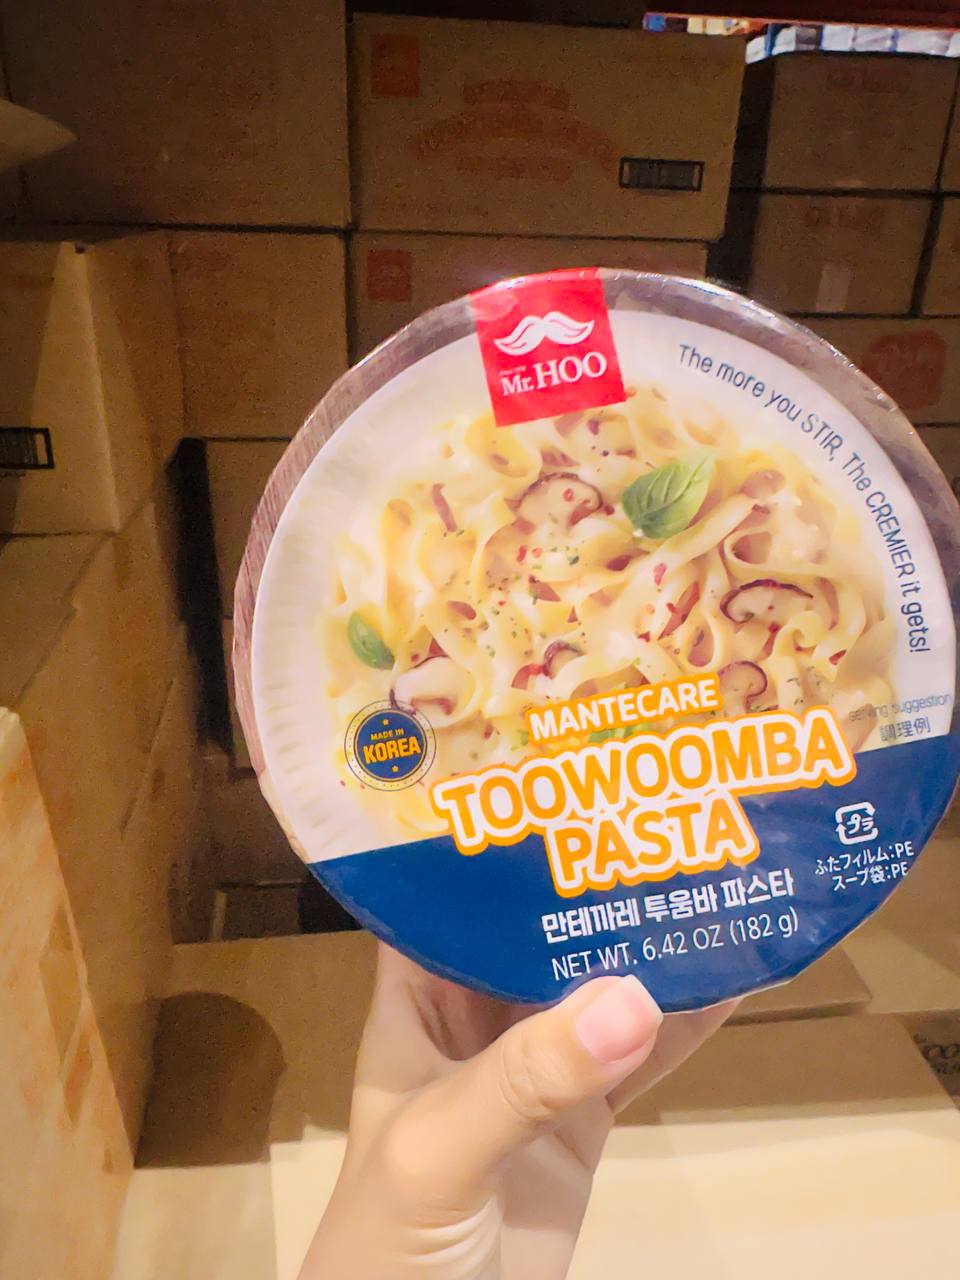 Mr. HOO
The more you STIR, The CREMIER it gets!
serving suggestion
調理例
MADE IN
KOREA
MANTECARE
TOOWOOMBA
PASTA
만테까레 투움바 파스타
NET WT. 6.42 OZ (182 g)
プラ
ふたフィルム:PE
スープ袋:PE